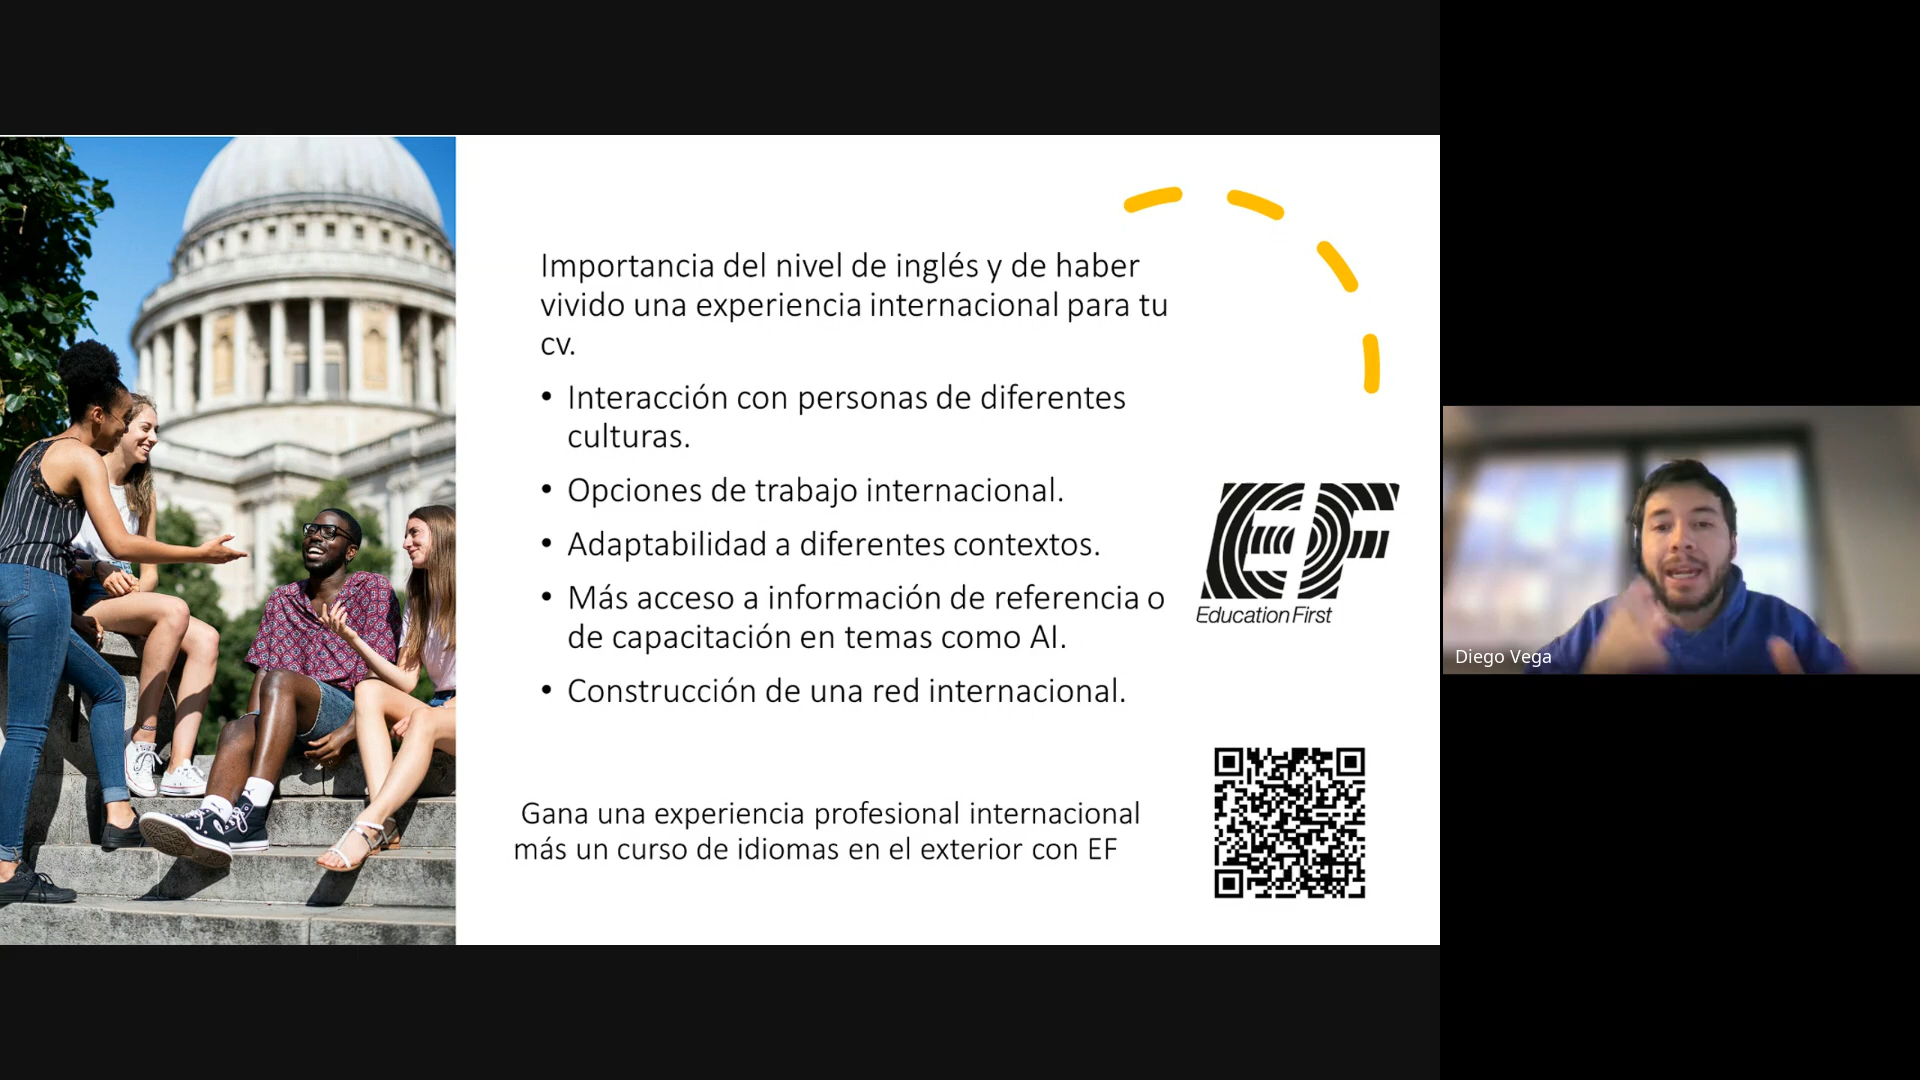 Importancia del nivel de inglés y de haber
vivido una experiencia internacional para tu
cv.
• Interacción con personas de diferentes
culturas.
• Opciones de trabajo internacional.
• Adaptabilidad a diferentes contextos.
• Más acceso a información de referencia o
de capacitación en temas como AI.
• Construcción de una red internacional.
EF
Education First
Gana una experiencia profesional internacional
más un curso de idiomas en el exterior con EF
Diego Vega